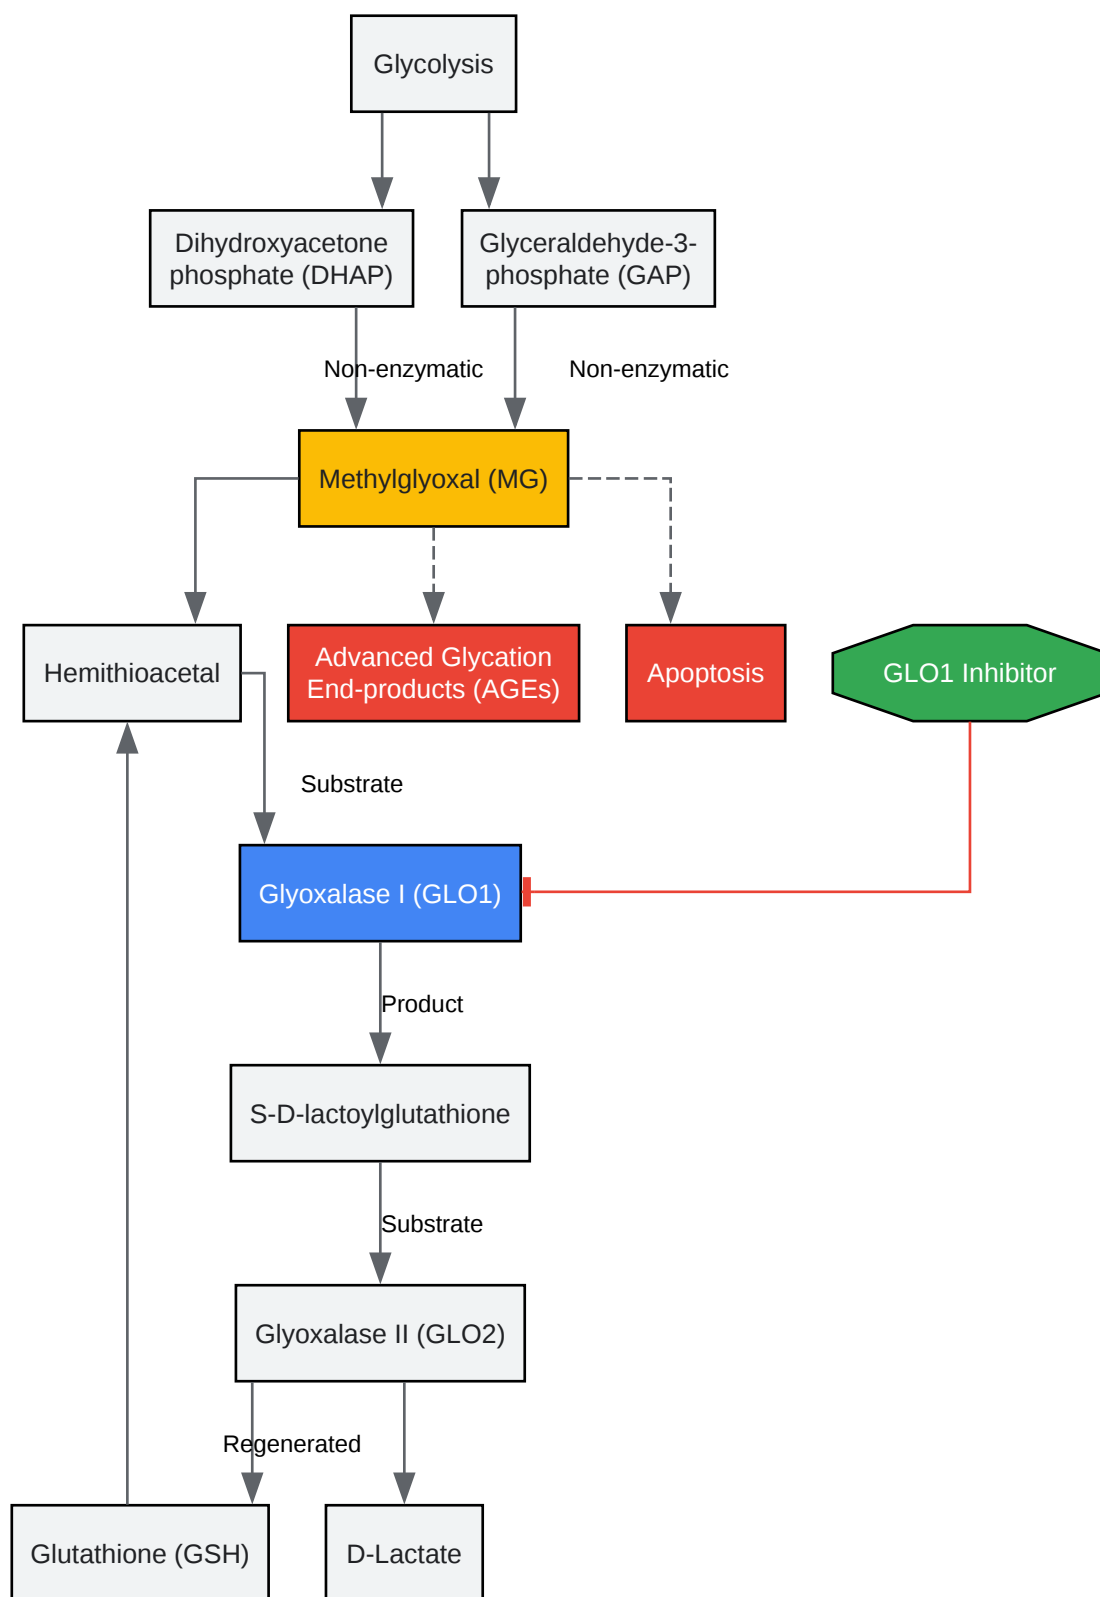 Glycolysis
Dihydroxyacetone
phosphate (DHAP)
Glyceraldehyde-3-
phosphate (GAP)
Non-enzymatic
Non-enzymatic
Methylglyoxal (MG)
Hemithioacetal
Advanced Glycation
End-products (AGEs)
Apoptosis
GLO1 Inhibitor
Substrate
Glyoxalase I (GLO1)
Product
S-D-lactoylglutathione
Substrate
Glyoxalase II (GLO2)
Regenerated
Glutathione (GSH)
D-Lactate